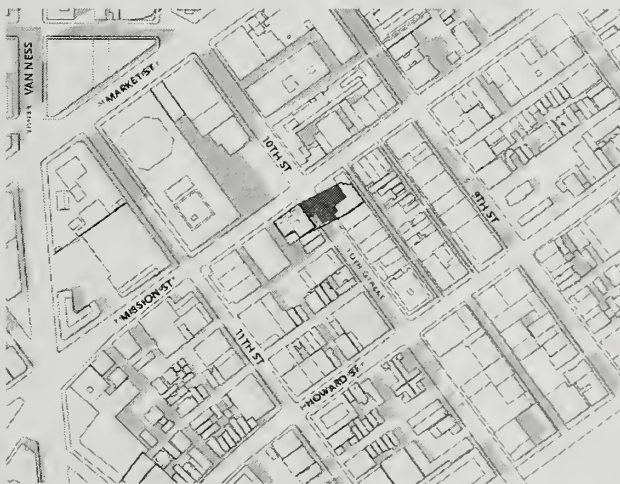 VAN NESS
MARKET ST
10TH ST
9TH ST
MISSION ST
11TH ST
HOWARD ST